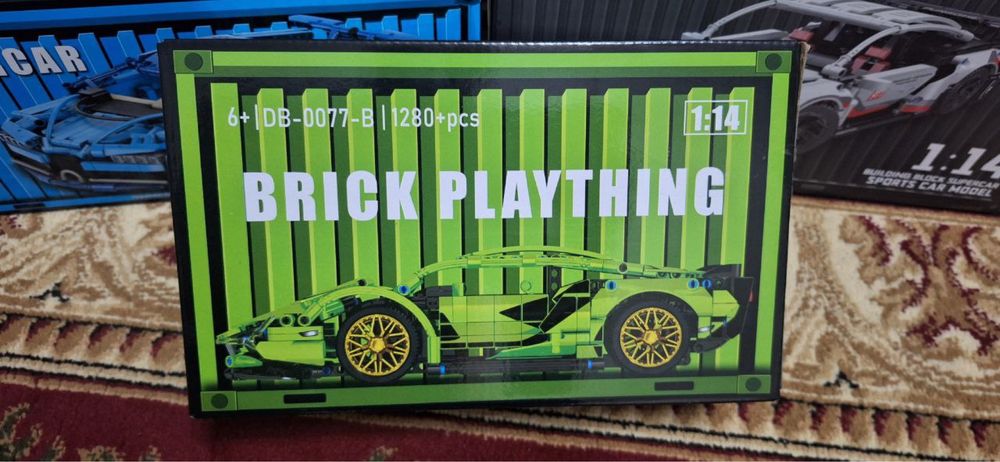 CAR
6+|DB-0077-B|1280+pcs
1:14
BRICK PLAYTHING
1:14
BUILDING BLOCK SUPERCAR
SPORTS CAR MODEL